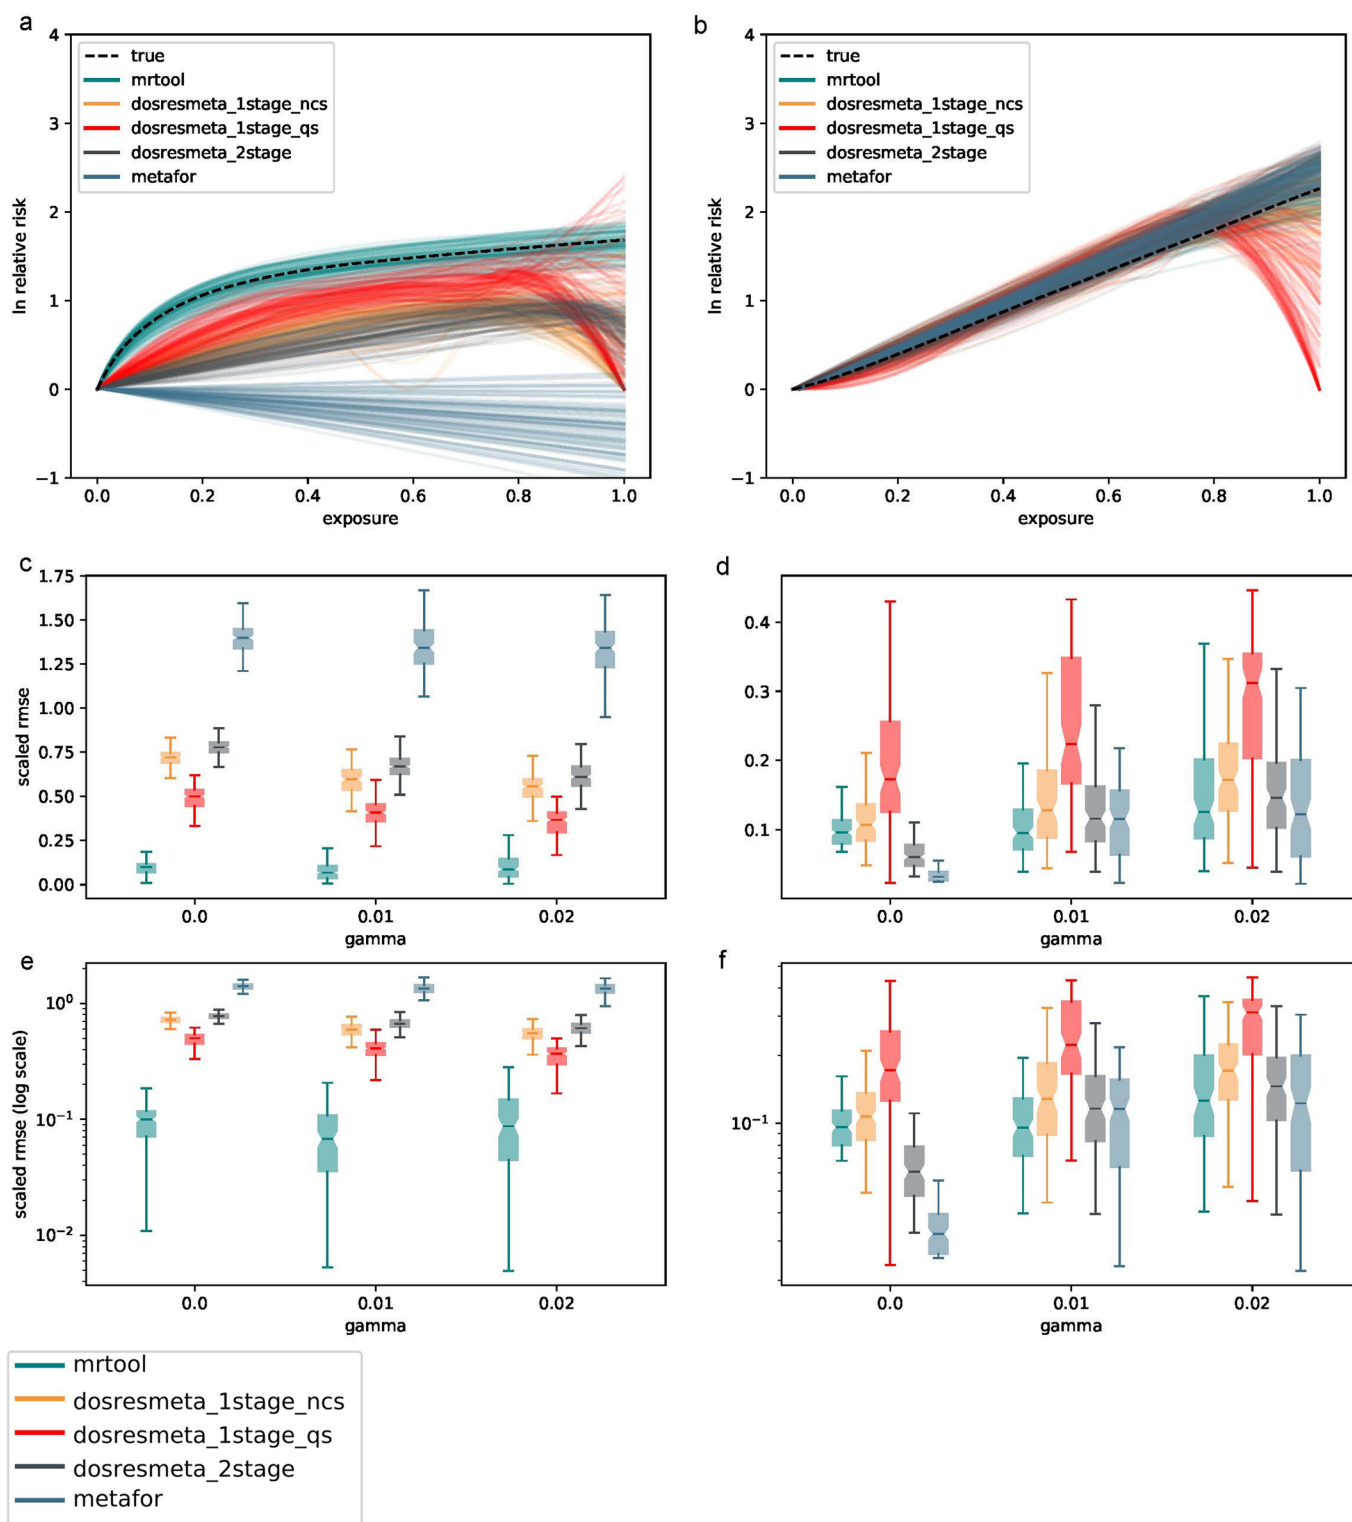 a
4
3
2
1
0
−1
ln relative risk
true
mrtool
dosresmeta_1stage_ncs
dosresmeta_1stage_qs
dosresmeta_2stage
metafor
0.0 0.2 0.4 0.6 0.8 1.0
exposure
b
4
3
2
1
0
−1
ln relative risk
true
mrtool
dosresmeta_1stage_ncs
dosresmeta_1stage_qs
dosresmeta_2stage
metafor
0.0 0.2 0.4 0.6 0.8 1.0
exposure
c
1.75
1.50
1.25
1.00
0.75
0.50
0.25
0.00
scaled rmse
0.0 0.01 0.02
gamma
d
0.4
0.3
0.2
0.1
0.0 0.01 0.02
gamma
e
10⁰
10⁻¹
10⁻²
scaled rmse (log scale)
0.0 0.01 0.02
gamma
f
10⁻¹
0.0 0.01 0.02
gamma
mrtool
dosresmeta_1stage_ncs
dosresmeta_1stage_qs
dosresmeta_2stage
metafor